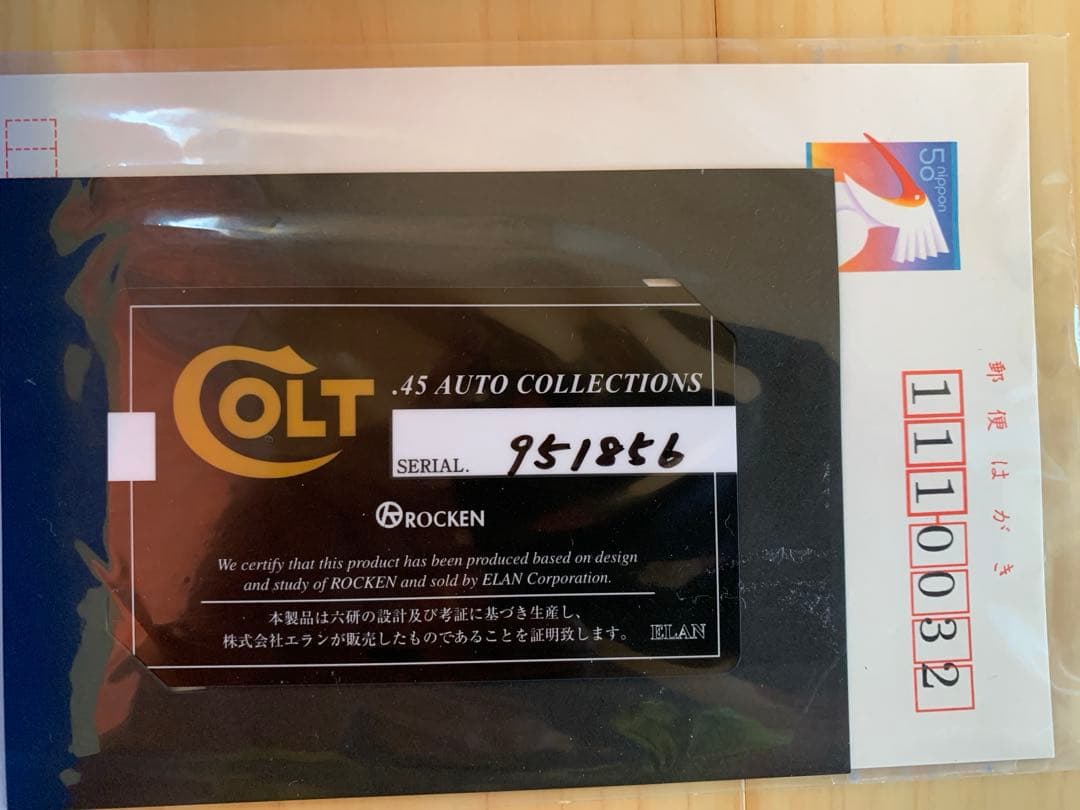 COLT
.45 AUTO COLLECTIONS
SERIAL. 951856
ROCKEN
We certify that this product has been produced based on design
and study of ROCKEN and sold by ELAN Corporation.
本製品は六研の設計及び考証に基づき生産し、
株式会社エランが販売したものであることを証明致します。
ELAN
50
nippon
郵便はがき
1110032